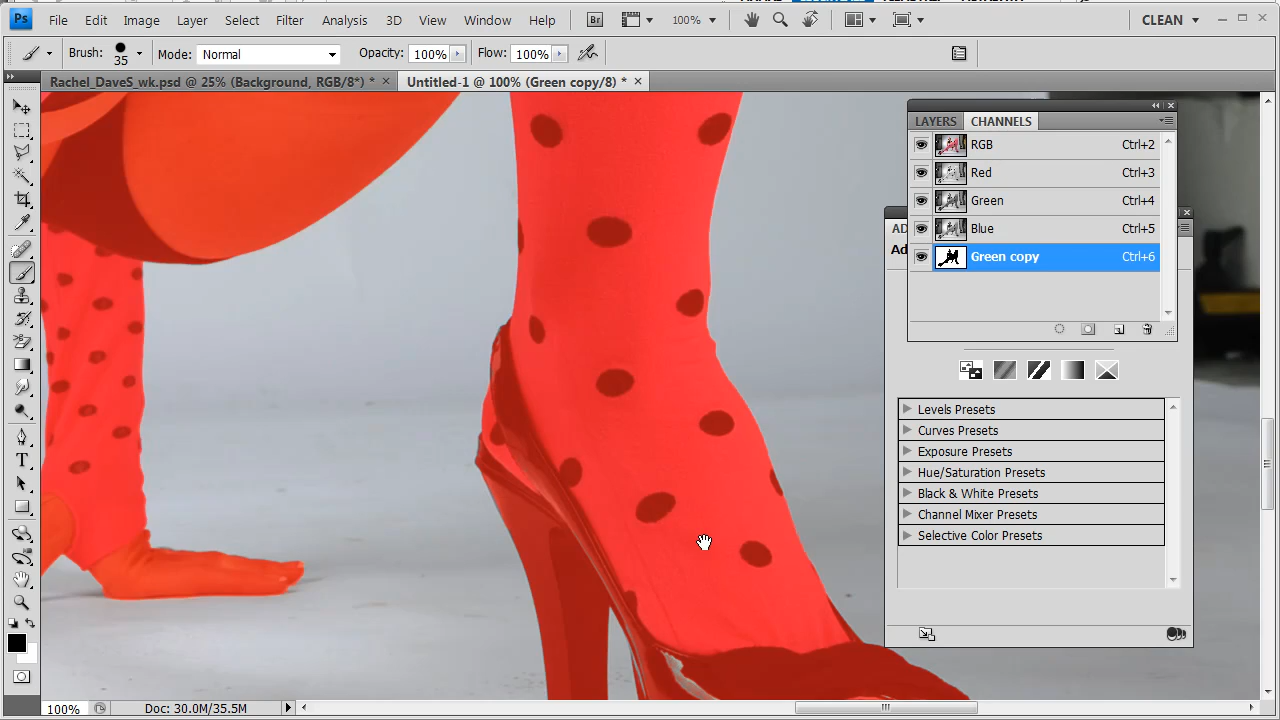 Ps File Edit Image Layer Select Filter Analysis 3D View Window Help Br 100% CLEAN
Brush: 35 Mode: Normal Opacity: 100% Flow: 100%
Rachel_DaveS_wk.psd @ 25% (Background, RGB/8*) * × Untitled-1 @ 100% (Green copy/8) * ×
LAYERS CHANNELS
RGB Ctrl+2
Red Ctrl+3
Green Ctrl+4
Blue Ctrl+5
Green copy Ctrl+6
Levels Presets
Curves Presets
Exposure Presets
Hue/Saturation Presets
Black & White Presets
Channel Mixer Presets
Selective Color Presets
100% Doc: 30.0M/35.5M